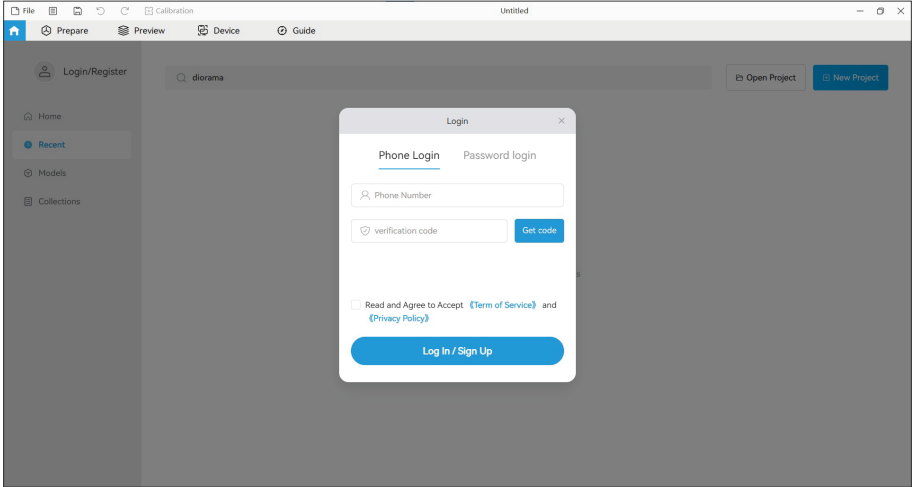 File Calibration Untitled
Prepare Preview Device Guide
Login/Register
diorama
Open Project
New Project
Home
Recent
Models
Collections
Login
Phone Login Password login
Phone Number
verification code
Get code
Read and Agree to Accept 《Term of Service》 and
《Privacy Policy》
Log In / Sign Up